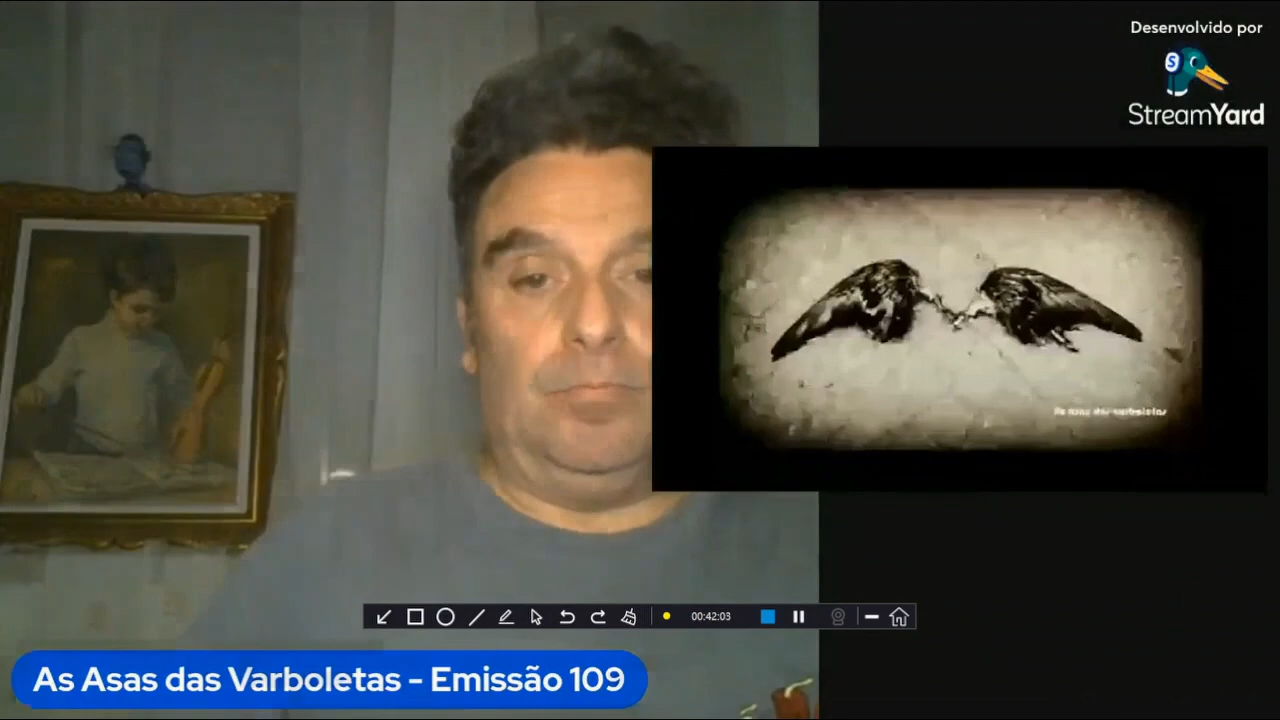 Desenvolvido por
StreamYard
00:42:03
As Asas das Varboletas - Emissão 109